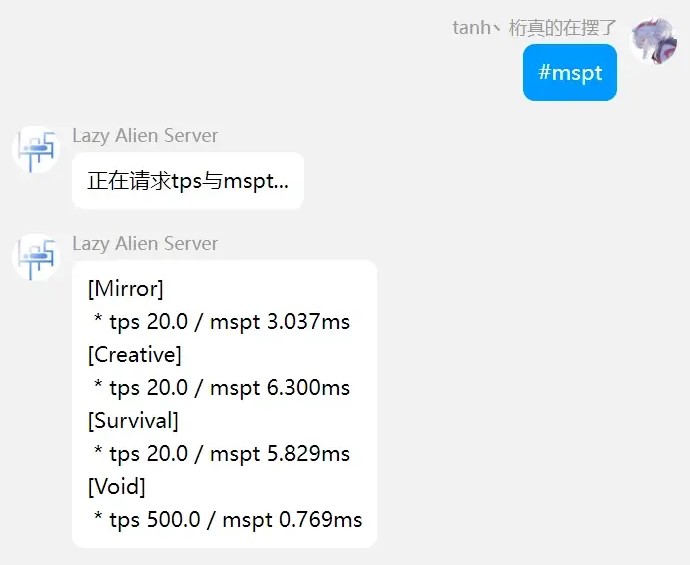 tanh丶桁真的在摆了
#mspt
Lazy Alien Server
正在请求tps与mspt...
Lazy Alien Server
[Mirror]
* tps 20.0 / mspt 3.037ms
[Creative]
* tps 20.0 / mspt 6.300ms
[Survival]
* tps 20.0 / mspt 5.829ms
[Void]
* tps 500.0 / mspt 0.769ms